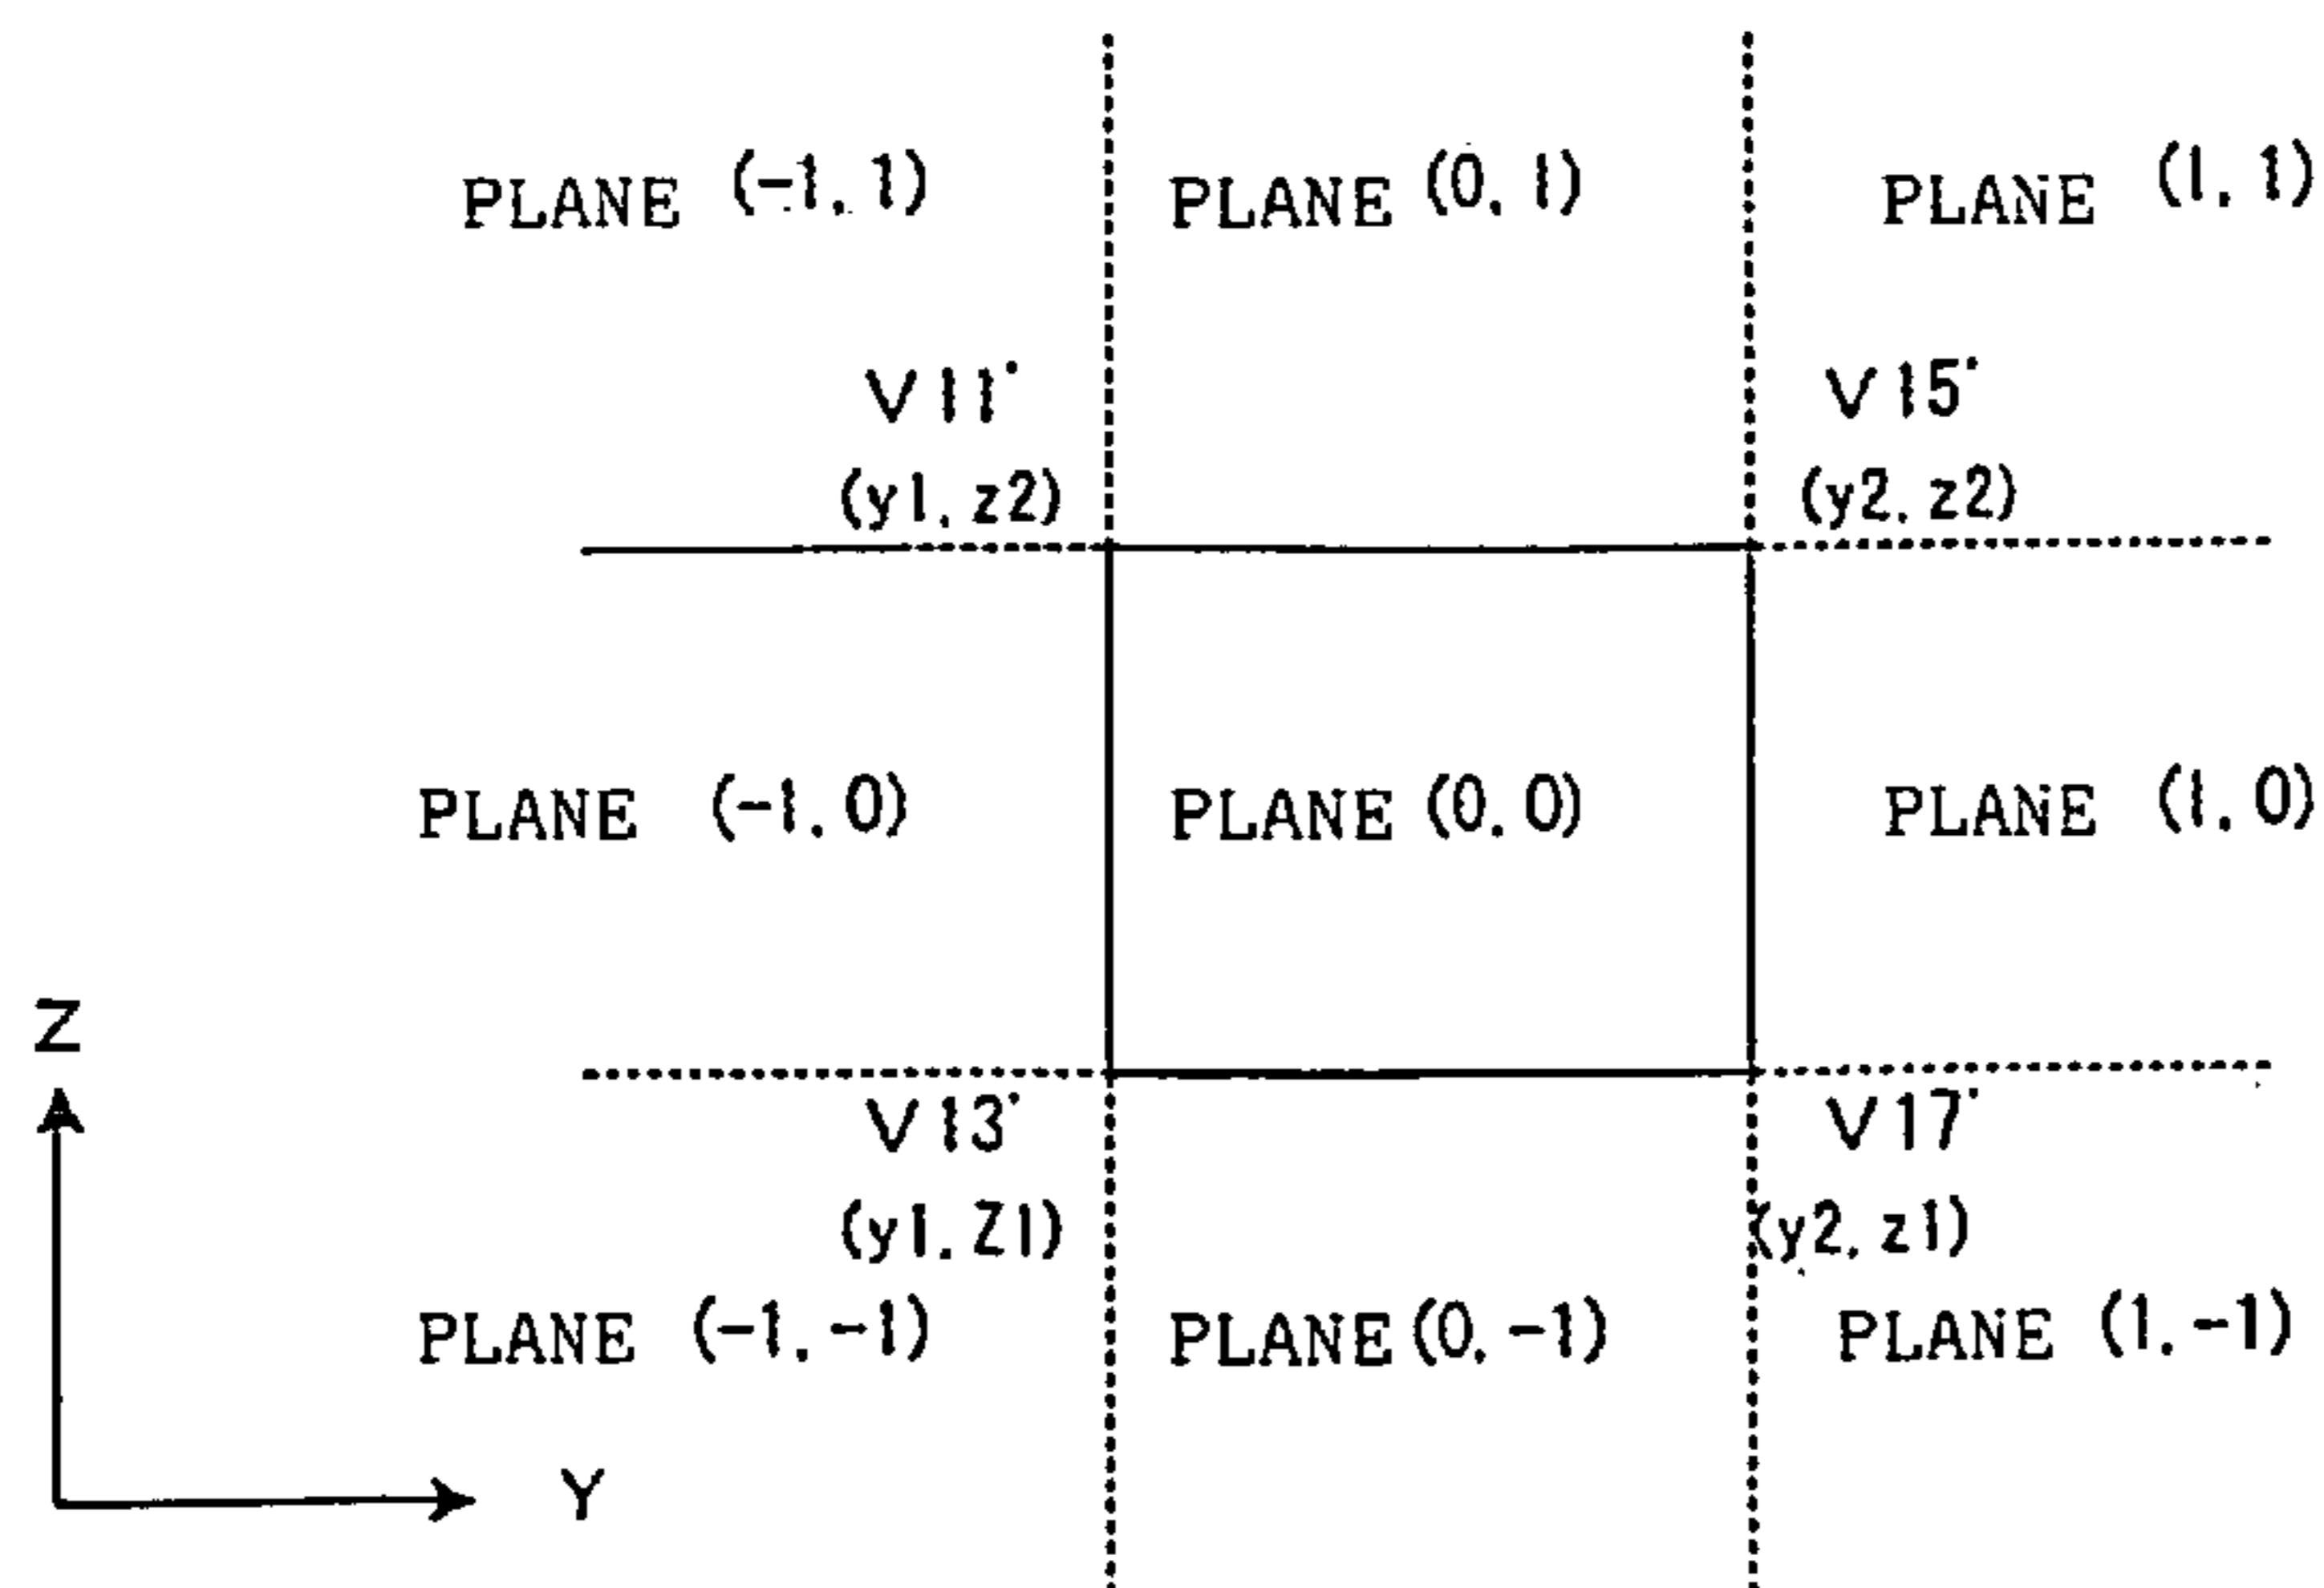 PLANE (-1, 1) PLANE (0, 1) PLANE (1, 1)
V11' V15'
(y1, z2) (y2, z2)
PLANE (-1, 0) PLANE (0, 0) PLANE (1, 0)
Z
V13' V17'
(y1, Z1) (y2, z1)
PLANE (-1, -1) PLANE (0, -1) PLANE (1, -1)
Y